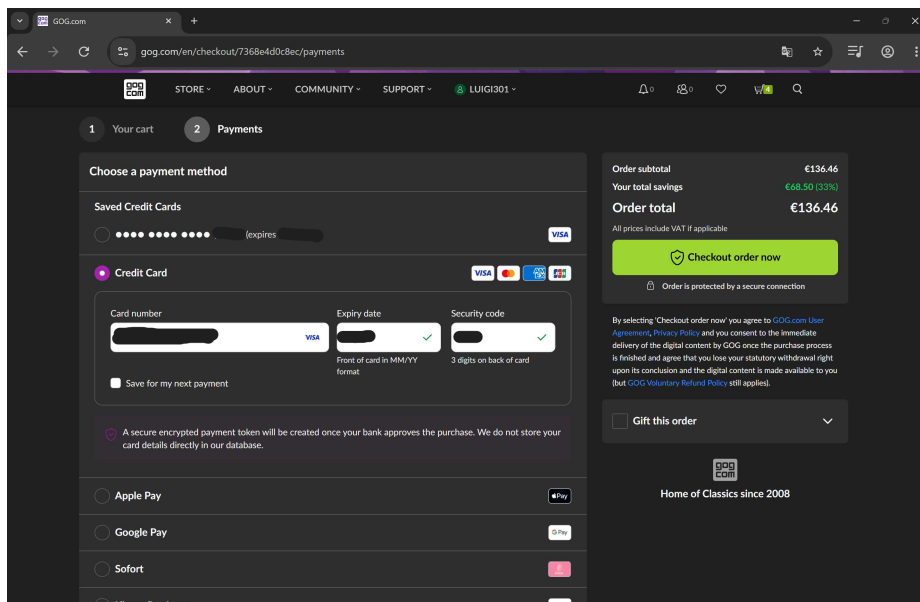 GOG.com
gog.com/en/checkout/7368e4d0c8ec/payments
gog
com
STORE
ABOUT
COMMUNITY
SUPPORT
LUIGI301
0
0
4
1 Your cart
2 Payments
Choose a payment method
Saved Credit Cards
(expires
VISA
Credit Card
VISA
Card number
VISA
Expiry date
Front of card in MM/YY
format
Security code
3 digits on back of card
Save for my next payment
A secure encrypted payment token will be created once your bank approves the purchase. We do not store your
card details directly in our database.
Apple Pay
Pay
Google Pay
G Pay
Sofort
Order subtotal €136.46
Your total savings €68.50 (33%)
Order total €136.46
All prices include VAT if applicable
Checkout order now
Order is protected by a secure connection
By selecting 'Checkout order now' you agree to GOG.com User
Agreement, Privacy Policy and you consent to the immediate
delivery of the digital content by GOG once the purchase process
is finished and agree that you lose your statutory withdrawal right
upon its conclusion and the digital content is made available to you
(but GOG Voluntary Refund Policy still applies).
Gift this order
gog
com
Home of Classics since 2008